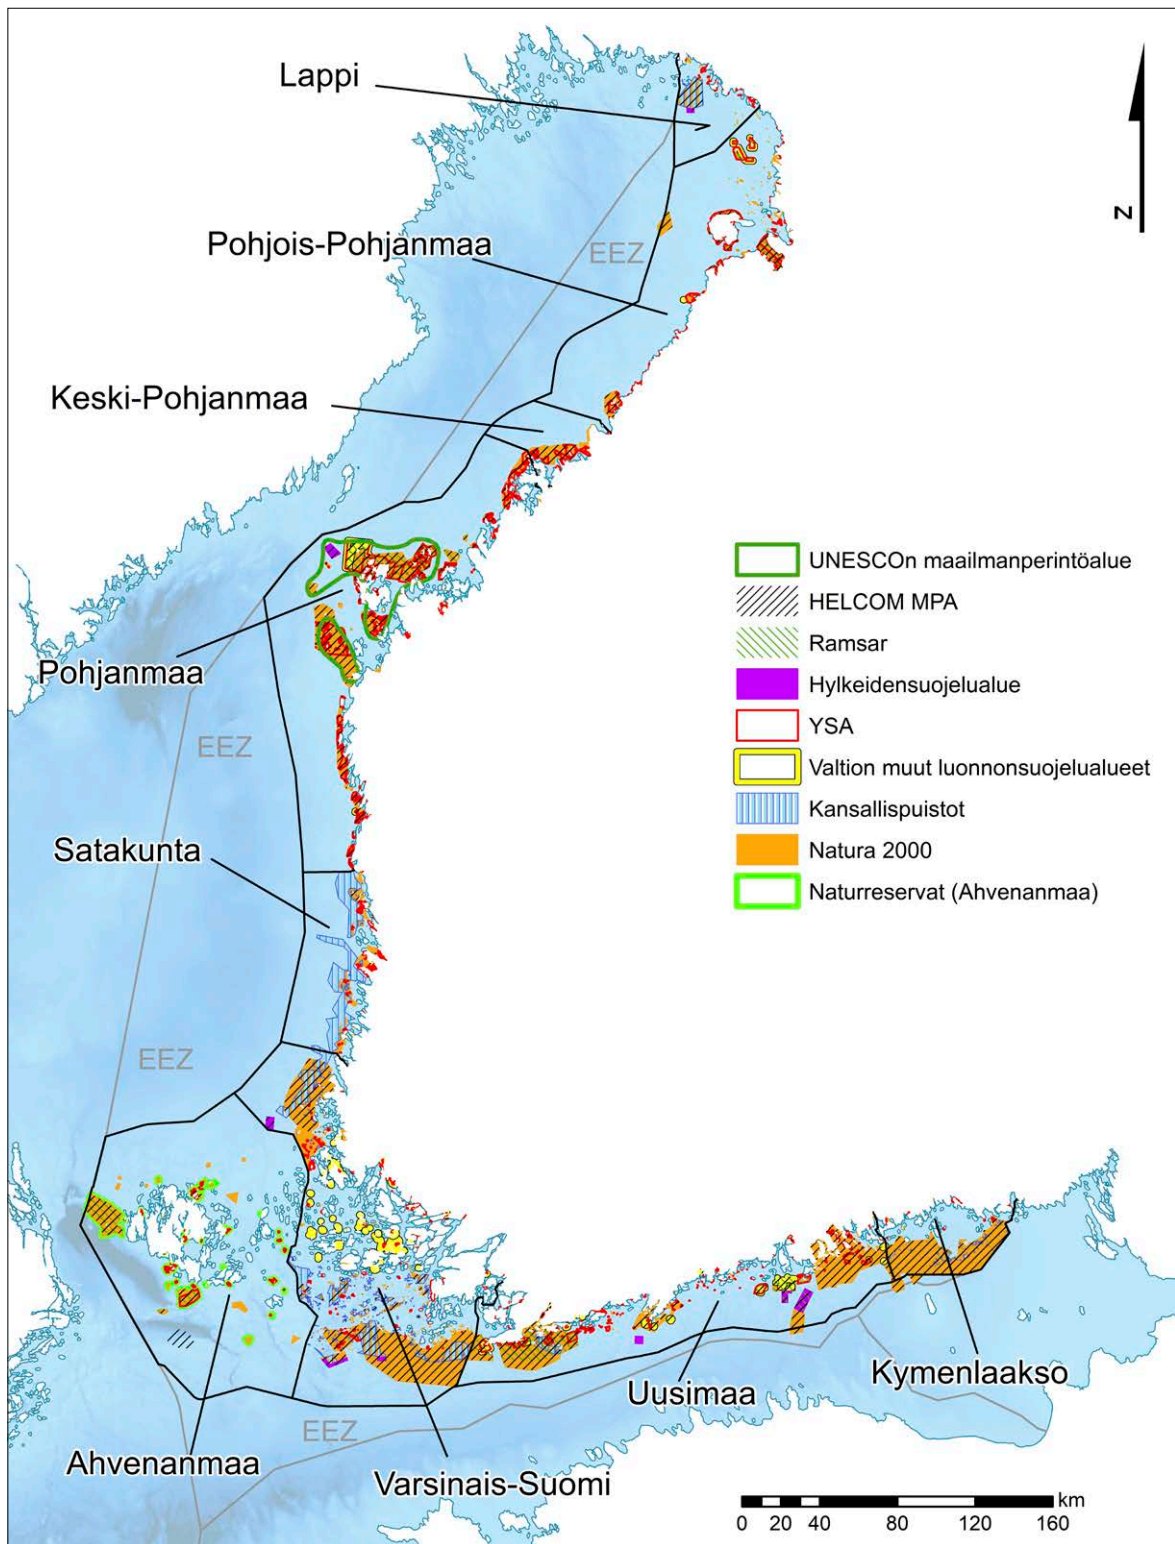 Lappi
N
Pohjois-Pohjanmaa
EEZ
Keski-Pohjanmaa
UNESCOn maailmanperintöalue
HELCOM MPA
Ramsar
Hylkeidensuojelualue
YSA
Valtion muut luonnonsuojelualueet
Kansallispuistot
Natura 2000
Naturreservat (Ahvenanmaa)
Pohjanmaa
EEZ
Satakunta
EEZ
Kymenlaakso
Uusimaa
EEZ
Ahvenanmaa
Varsinais-Suomi
km
0 20 40 80 120 160